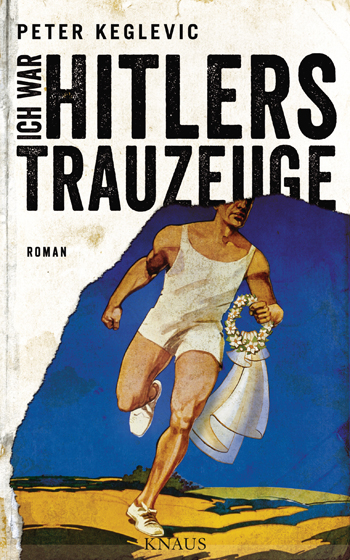 PETER KEGLEVIC
ICH WAR
HITLERS
TRAUZEUGE
ROMAN
KNAUS